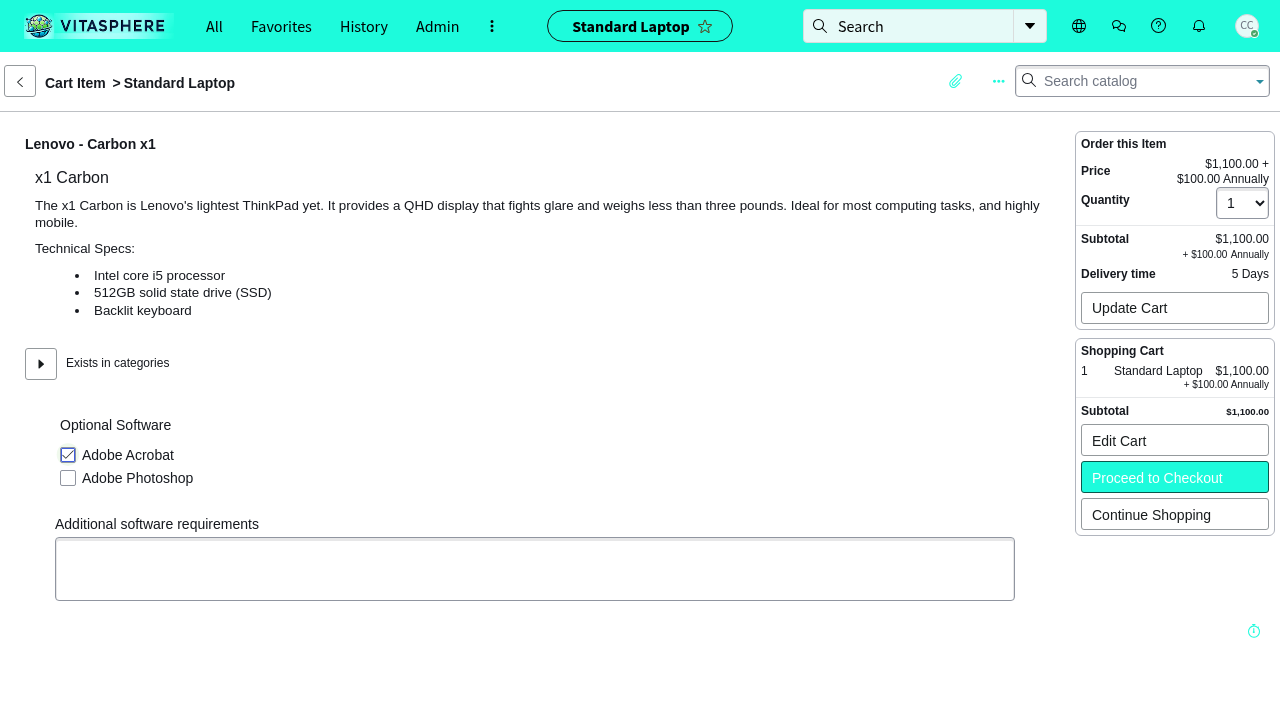 VITASPHERE
All
Favorites
History
Admin
Standard Laptop
Search
CC
Cart Item > Standard Laptop
Search catalog
Lenovo - Carbon x1
x1 Carbon
The x1 Carbon is Lenovo's lightest ThinkPad yet. It provides a QHD display that fights glare and weighs less than three pounds. Ideal for most computing tasks, and highly
mobile.
Technical Specs:
Intel core i5 processor
512GB solid state drive (SSD)
Backlit keyboard
Exists in categories
Optional Software
Adobe Acrobat
Adobe Photoshop
Additional software requirements
Order this Item
Price $1,100.00 +
$100.00 Annually
Quantity 1
Subtotal $1,100.00
+ $100.00 Annually
Delivery time 5 Days
Update Cart
Shopping Cart
1 Standard Laptop $1,100.00
+ $100.00 Annually
Subtotal $1,100.00
Edit Cart
Proceed to Checkout
Continue Shopping